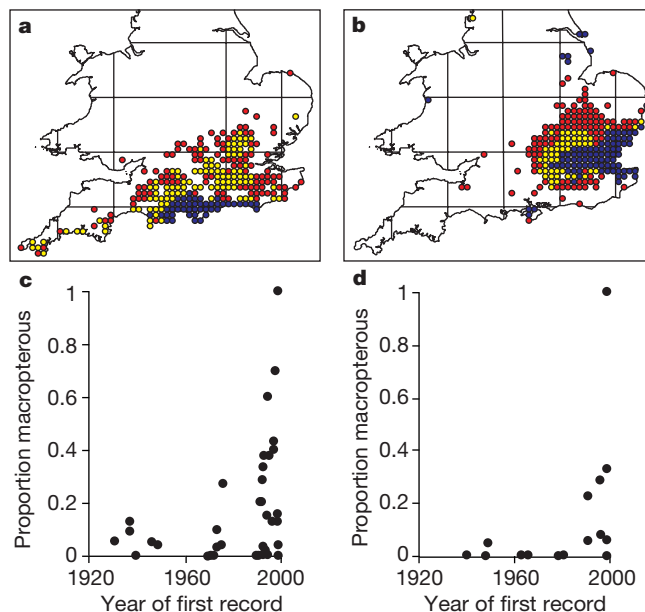 a
b
c
d
Proportion macropterous
1
0.8
0.6
0.4
0.2
0
1920 1960 2000
Year of first record
Proportion macropterous
1
0.8
0.6
0.4
0.2
0
1920 1960 2000
Year of first record